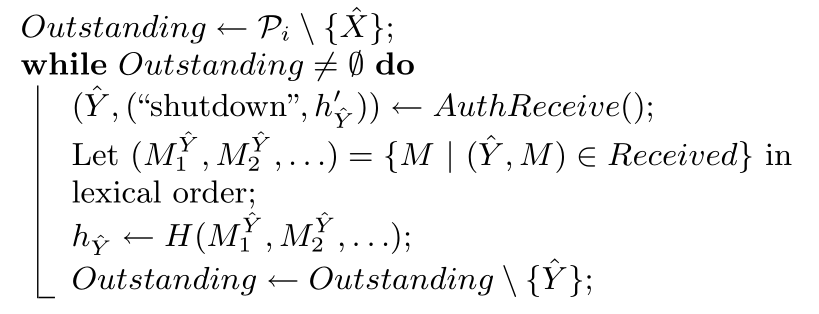 Outstanding ← 𝒫ᵢ \ {X̂};
while Outstanding ≠ ∅ do
(Ŷ, (“shutdown”, h′_Ŷ)) ← AuthReceive();
Let (M₁^Ŷ, M₂^Ŷ, . . .) = {M | (Ŷ, M) ∈ Received} in
lexical order;
h_Ŷ ← H(M₁^Ŷ, M₂^Ŷ, . . .);
Outstanding ← Outstanding \ {Ŷ};